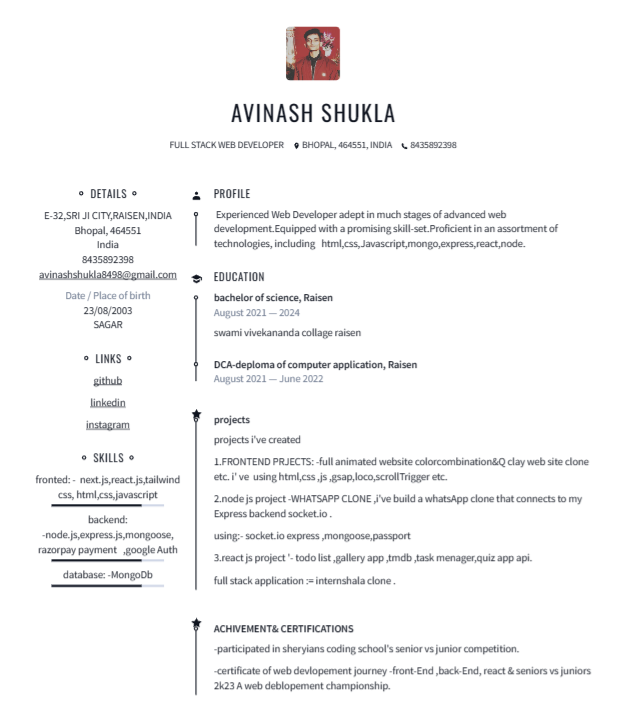 AVINASH SHUKLA
FULL STACK WEB DEVELOPER BHOPAL, 464551, INDIA 8435892398
DETAILS
E-32,SRI JI CITY,RAISEN,INDIA
Bhopal, 464551
India
8435892398
avinashshukla8498@gmail.com
Date / Place of birth
23/08/2003
SAGAR
LINKS
github
linkedin
instagram
SKILLS
fronted: - next.js,react.js,tailwind
css, html,css,javascript
backend:
-node.js,express.js,mongoose,
razorpay payment ,google Auth
database: -MongoDb
PROFILE
Experienced Web Developer adept in much stages of advanced web
development.Equipped with a promising skill-set.Proficient in an assortment of
technologies, including html,css,Javascript,mongo,express,react,node.
EDUCATION
bachelor of science, Raisen
August 2021 — 2024
swami vivekananda collage raisen
DCA-deploma of computer application, Raisen
August 2021 — June 2022
projects
projects i've created
1.FRONTEND PRJECTS: -full animated website colorcombination&Q clay web site clone
etc. i' ve using html,css ,js ,gsap,loco,scrollTrigger etc.
2.node js project -WHATSAPP CLONE ,i've build a whatsApp clone that connects to my
Express backend socket.io .
using:- socket.io express ,mongoose,passport
3.react js project '- todo list ,gallery app ,tmdb ,task menager,quiz app api.
full stack application := internshala clone .
ACHIVEMENT& CERTIFICATIONS
-participated in sheryians coding school's senior vs junior competition.
-certificate of web devlopement journey -front-End ,back-End, react & seniors vs juniors
2k23 A web deblopement championship.